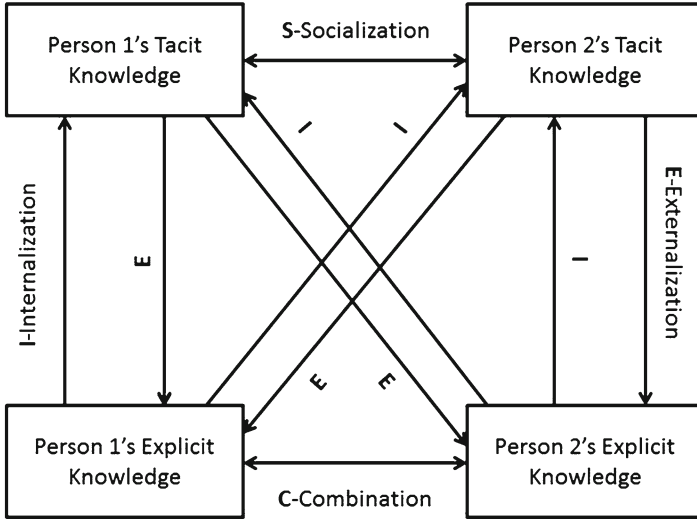 Person 1's Tacit
Knowledge
S-Socialization
Person 2's Tacit
Knowledge
I
I
I-Internalization
E
I
E-Externalization
E
E
Person 1's Explicit
Knowledge
C-Combination
Person 2's Explicit
Knowledge